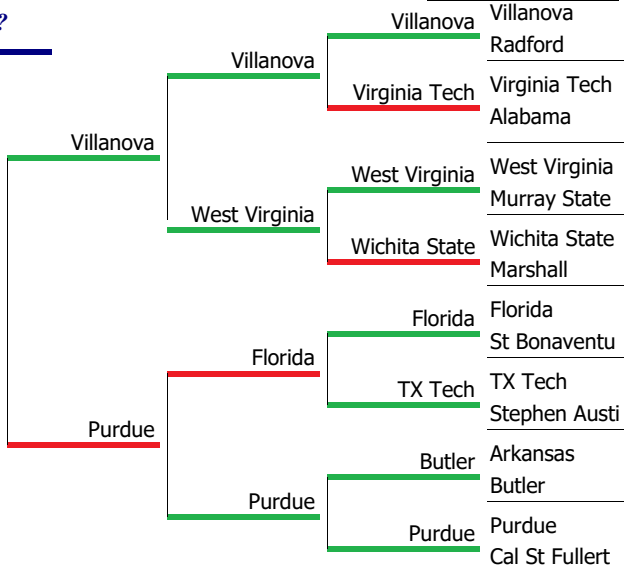 ?
Villanova
Purdue
Villanova
West Virginia
Florida
Purdue
Villanova
Virginia Tech
West Virginia
Wichita State
Florida
TX Tech
Butler
Purdue
Villanova
Radford
Virginia Tech
Alabama
West Virginia
Murray State
Wichita State
Marshall
Florida
St Bonaventu
TX Tech
Stephen Austi
Arkansas
Butler
Purdue
Cal St Fullert